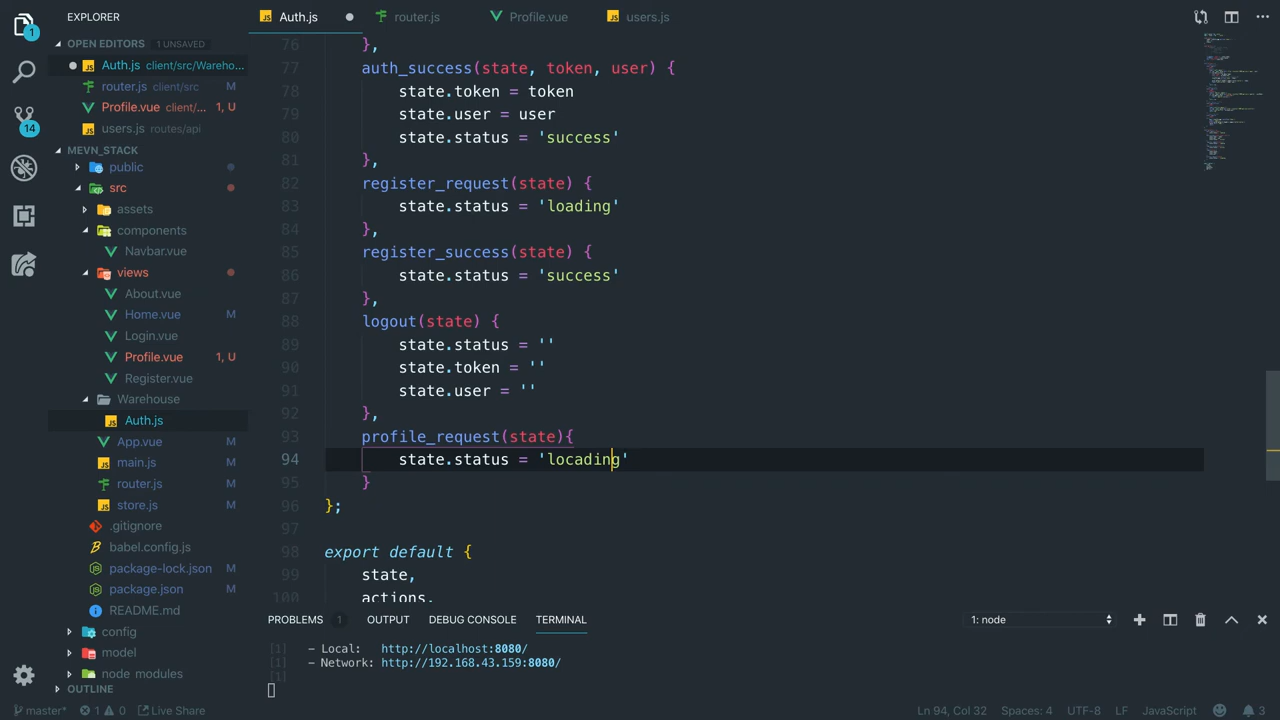 EXPLORER
Auth.js
router.js
Profile.vue
users.js
OPEN EDITORS 1 UNSAVED
Auth.js client/src/Wareho...
router.js client/src M
Profile.vue client/... 1, U
users.js routes/api
MEVN_STACK
public
src
assets
components
Navbar.vue
views
About.vue
Home.vue M
Login.vue
Profile.vue 1, U
Register.vue
Warehouse
Auth.js
App.vue M
main.js M
router.js M
store.js M
.gitignore
babel.config.js
package-lock.json M
package.json M
README.md
config
model
node modules
OUTLINE
1
14
76 },
77 auth_success(state, token, user) {
78 state.token = token
79 state.user = user
80 state.status = 'success'
81 },
82 register_request(state) {
83 state.status = 'loading'
84 },
85 register_success(state) {
86 state.status = 'success'
87 },
88 logout(state) {
89 state.status = ''
90 state.token = ''
91 state.user = ''
92 },
93 profile_request(state){
94 state.status = 'locading'
95 }
96 };
97
98 export default {
99 state,
100 actions,
PROBLEMS 1 OUTPUT DEBUG CONSOLE TERMINAL 1: node
[1] - Local: http://localhost:8080/
[1] - Network: http://192.168.43.159:8080/
[1]
master* 1 0 Live Share Ln 94, Col 32 Spaces: 4 UTF-8 LF JavaScript 3